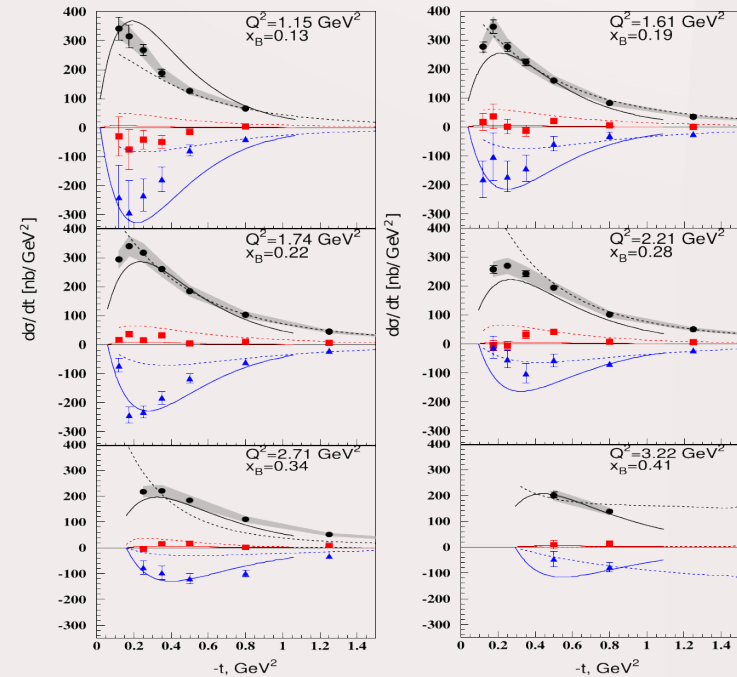 Q²=1.15 GeV²
x_B=0.13
400
300
200
100
0
-100
-200
-300
Q²=1.61 GeV²
x_B=0.19
400
300
200
100
0
-100
-200
-300
dσ/dt [nb/GeV²]
Q²=1.74 GeV²
x_B=0.22
400
300
200
100
0
-100
-200
-300
dσ/dt [nb/GeV²]
Q²=2.21 GeV²
x_B=0.28
400
300
200
100
0
-100
-200
-300
Q²=2.71 GeV²
x_B=0.34
400
300
200
100
0
-100
-200
-300
0 0.2 0.4 0.6 0.8 1 1.2 1.4
-t, GeV²
Q²=3.22 GeV²
x_B=0.41
400
300
200
100
0
-100
-200
-300
0 0.2 0.4 0.6 0.8 1 1.2 1.4
-t, GeV²